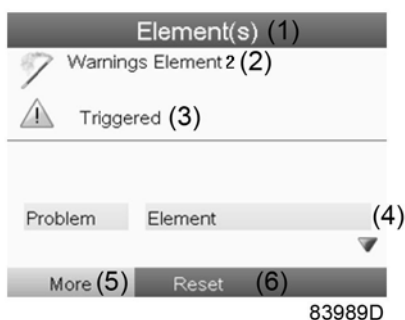 Element(s) (1)
Warnings Element 2 (2)
Triggered (3)
Problem Element (4)
More (5) Reset (6)
83989D